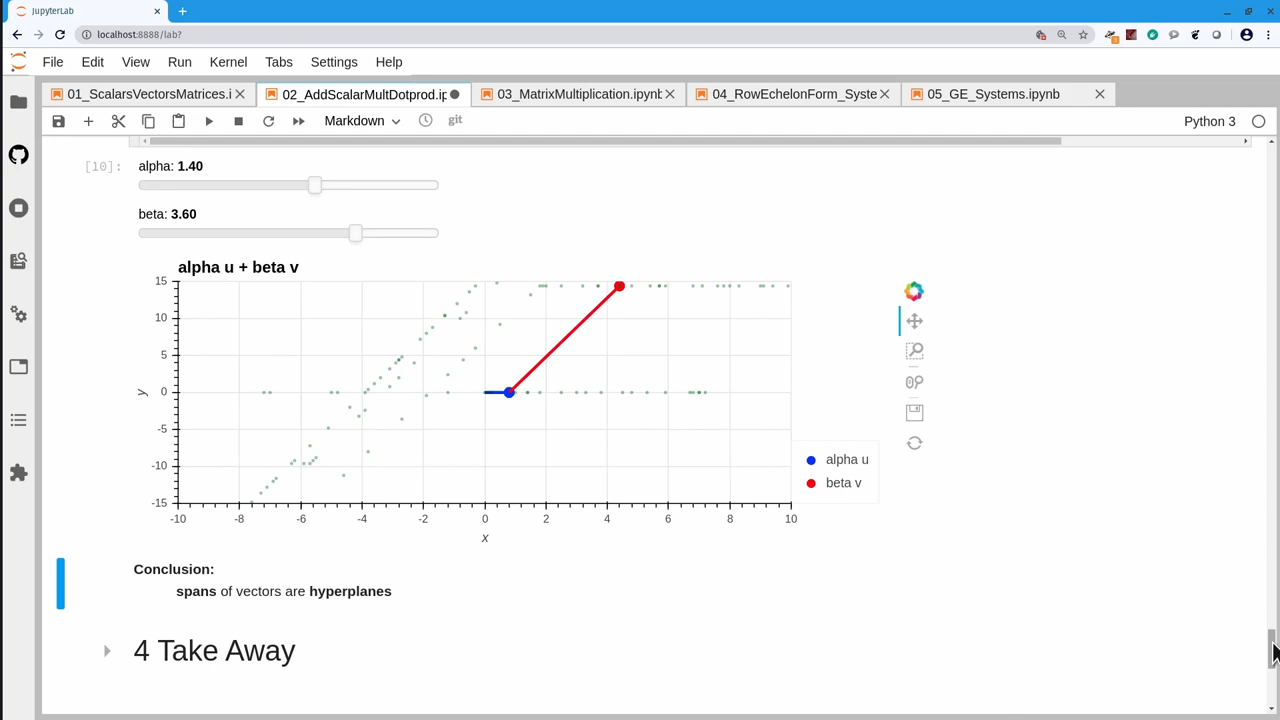 JupyterLab
localhost:8888/lab?
File Edit View Run Kernel Tabs Settings Help
01_ScalarsVectorsMatrices.i 02_AddScalarMultDotprod.ip 03_MatrixMultiplication.ipynb 04_RowEchelonForm_Syste 05_GE_Systems.ipynb
Markdown git Python 3
[10]: alpha: 1.40
beta: 3.60
alpha u + beta v
15
10
5
0
-5
-10
-15
y
-10 -8 -6 -4 -2 0 2 4 6 8 10
x
alpha u
beta v
Conclusion:
spans of vectors are hyperplanes
4 Take Away